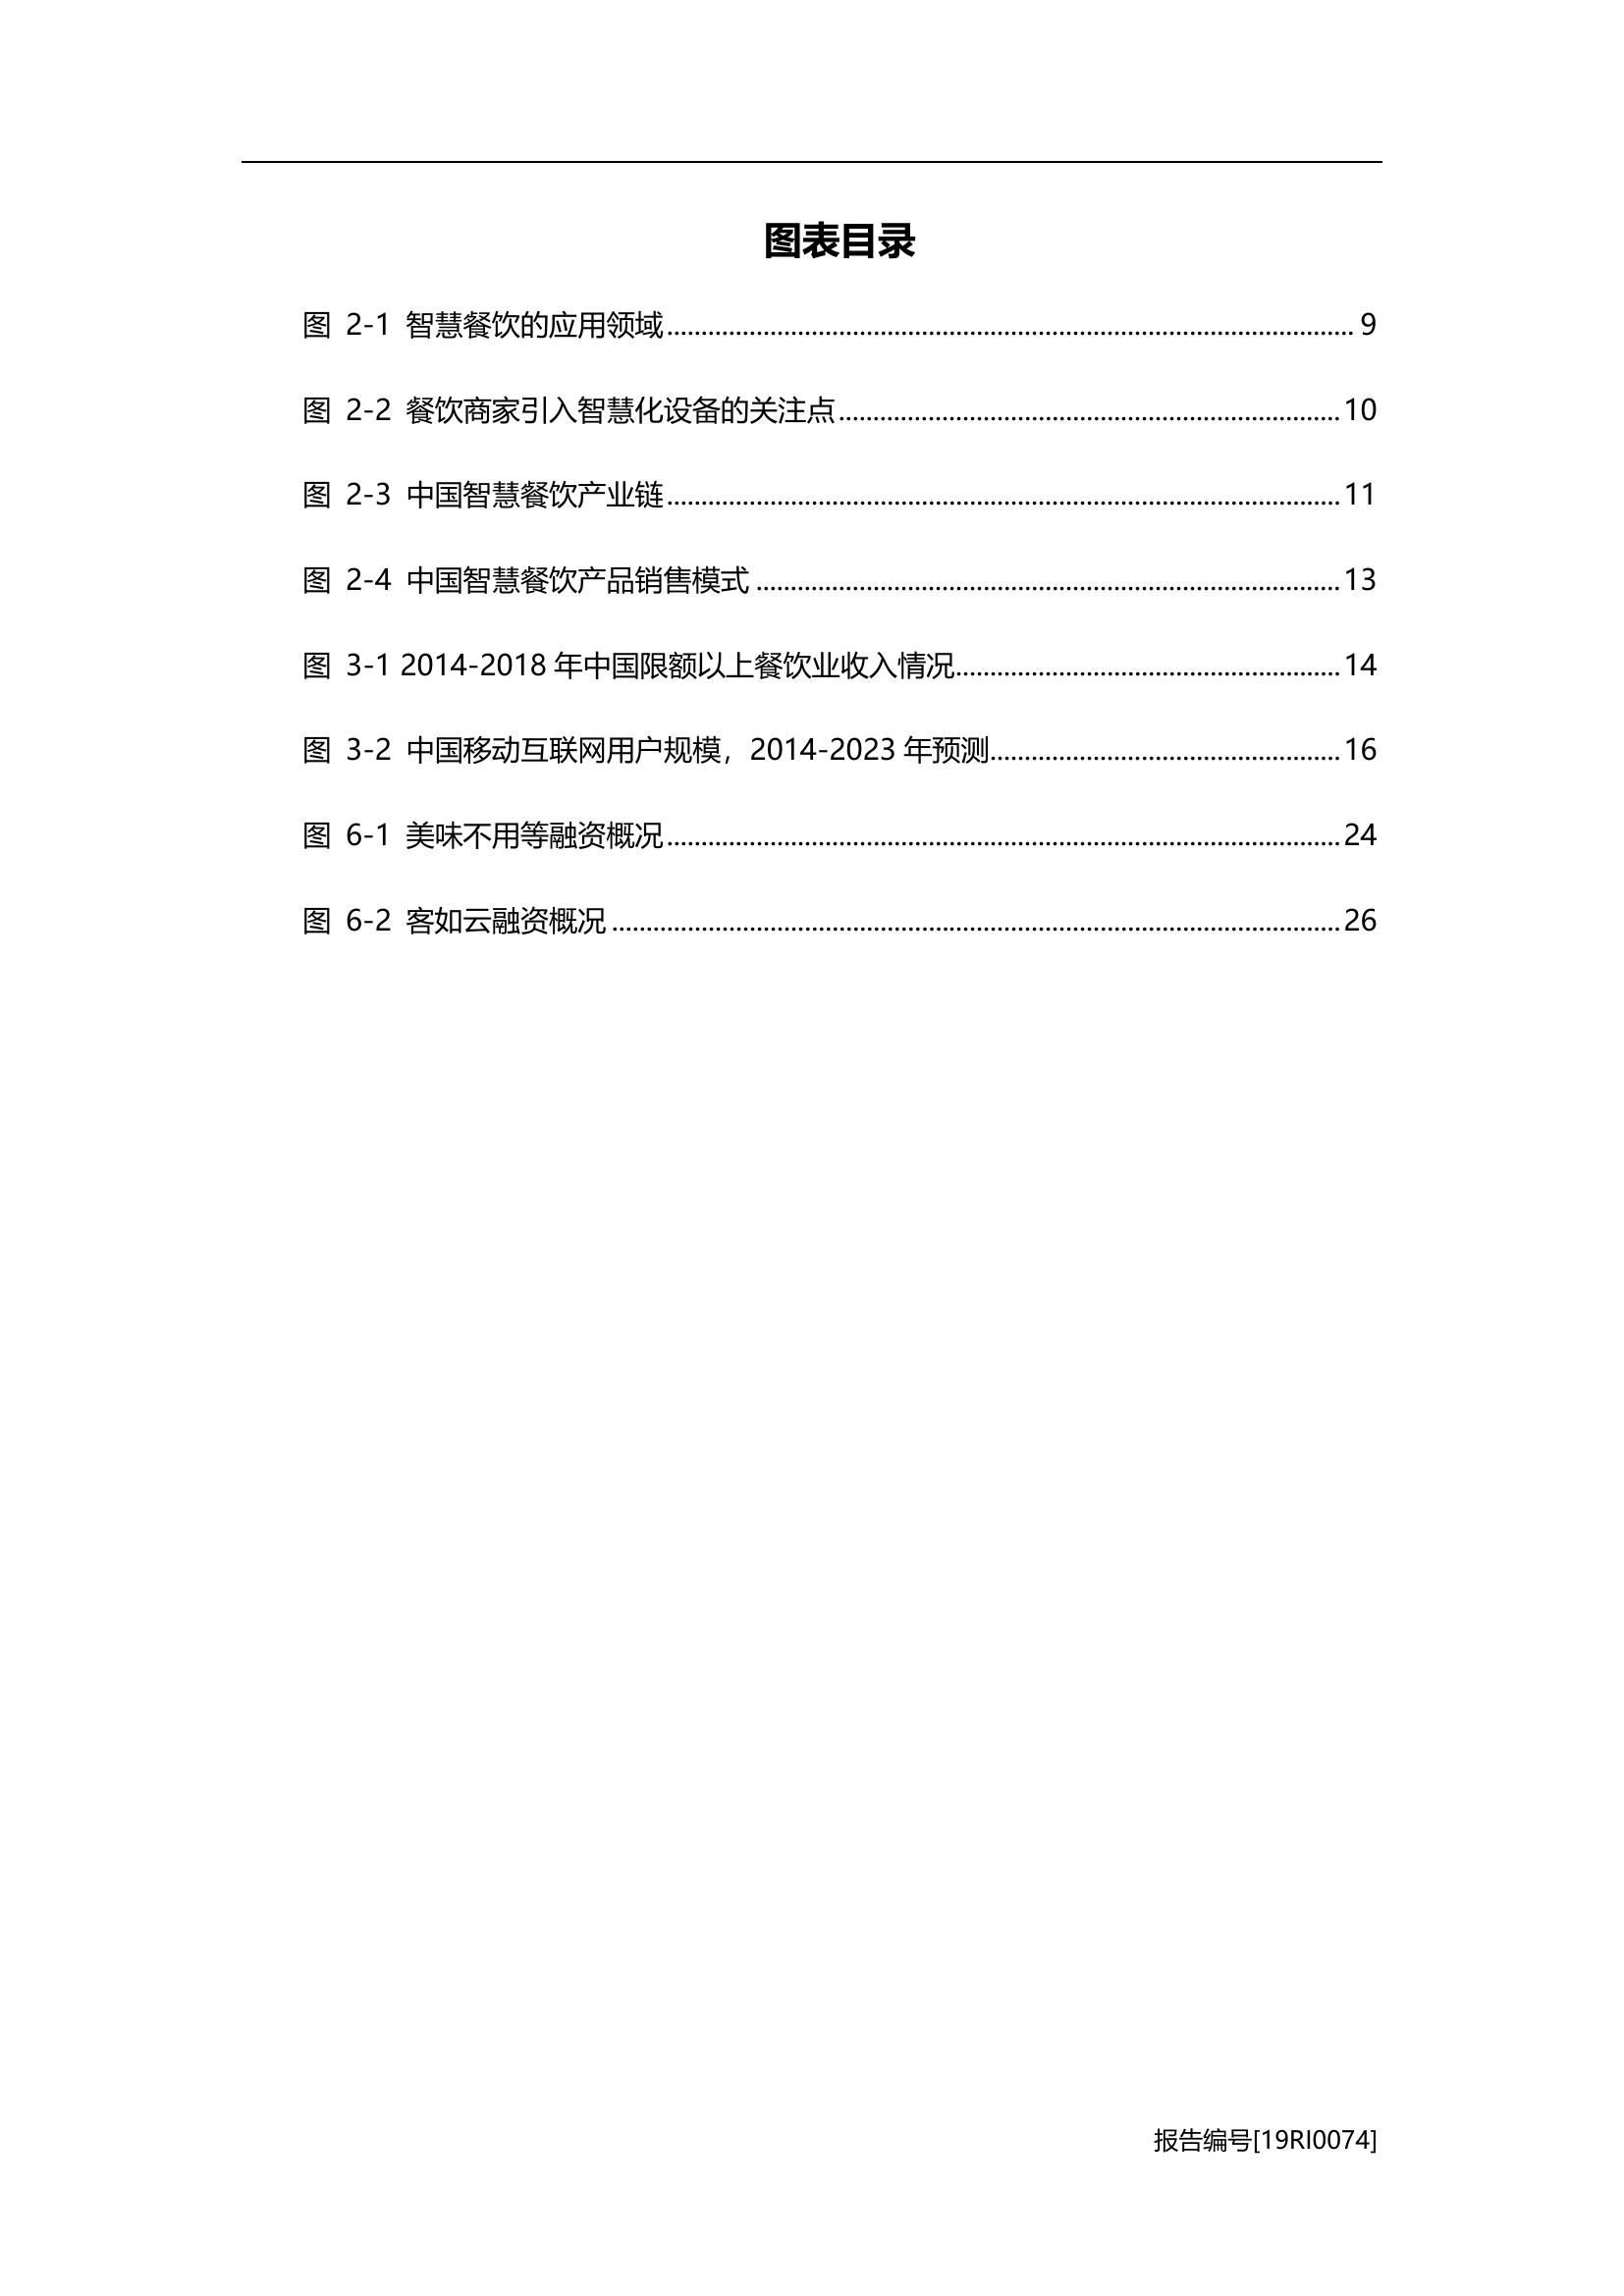 图表目录
图 2-1 智慧餐饮的应用领域.................................................................................................... 9
图 2-2 餐饮商家引入智慧化设备的关注点.........................................................................10
图 2-3 中国智慧餐饮产业链..................................................................................................11
图 2-4 中国智慧餐饮产品销售模式.....................................................................................13
图 3-1 2014-2018 年中国限额以上餐饮业收入情况........................................................14
图 3-2 中国移动互联网用户规模，2014-2023 年预测...................................................16
图 6-1 美味不用等融资概况..................................................................................................24
图 6-2 客如云融资概况..........................................................................................................26
报告编号[19RI0074]